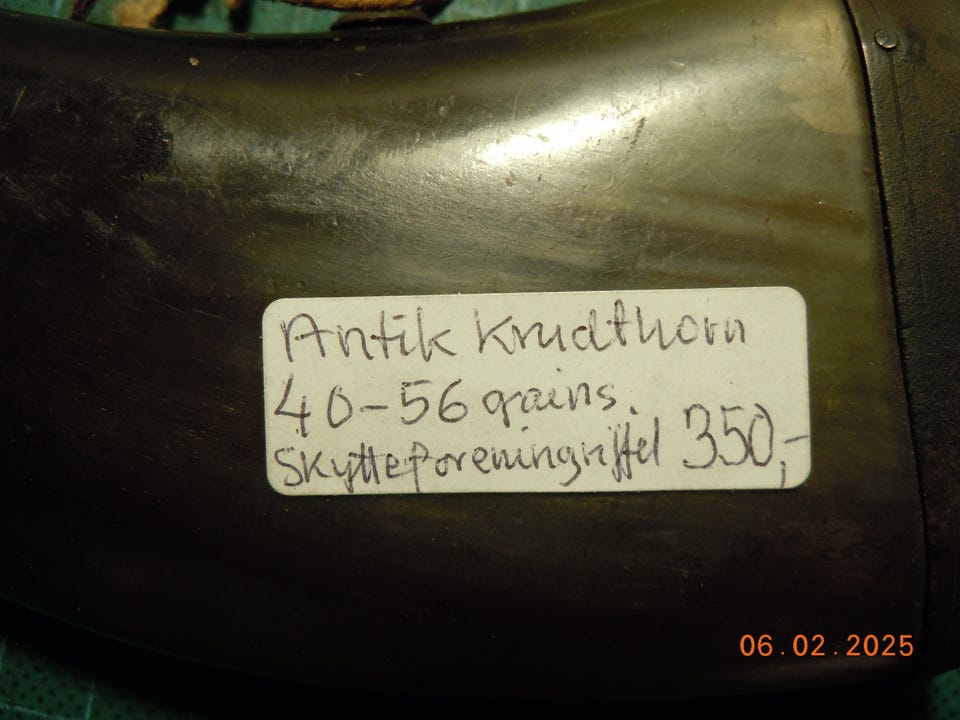 Antik Krudthorn
40-56 grains.
Skytteforeningriffel 350,-
06.02.2025